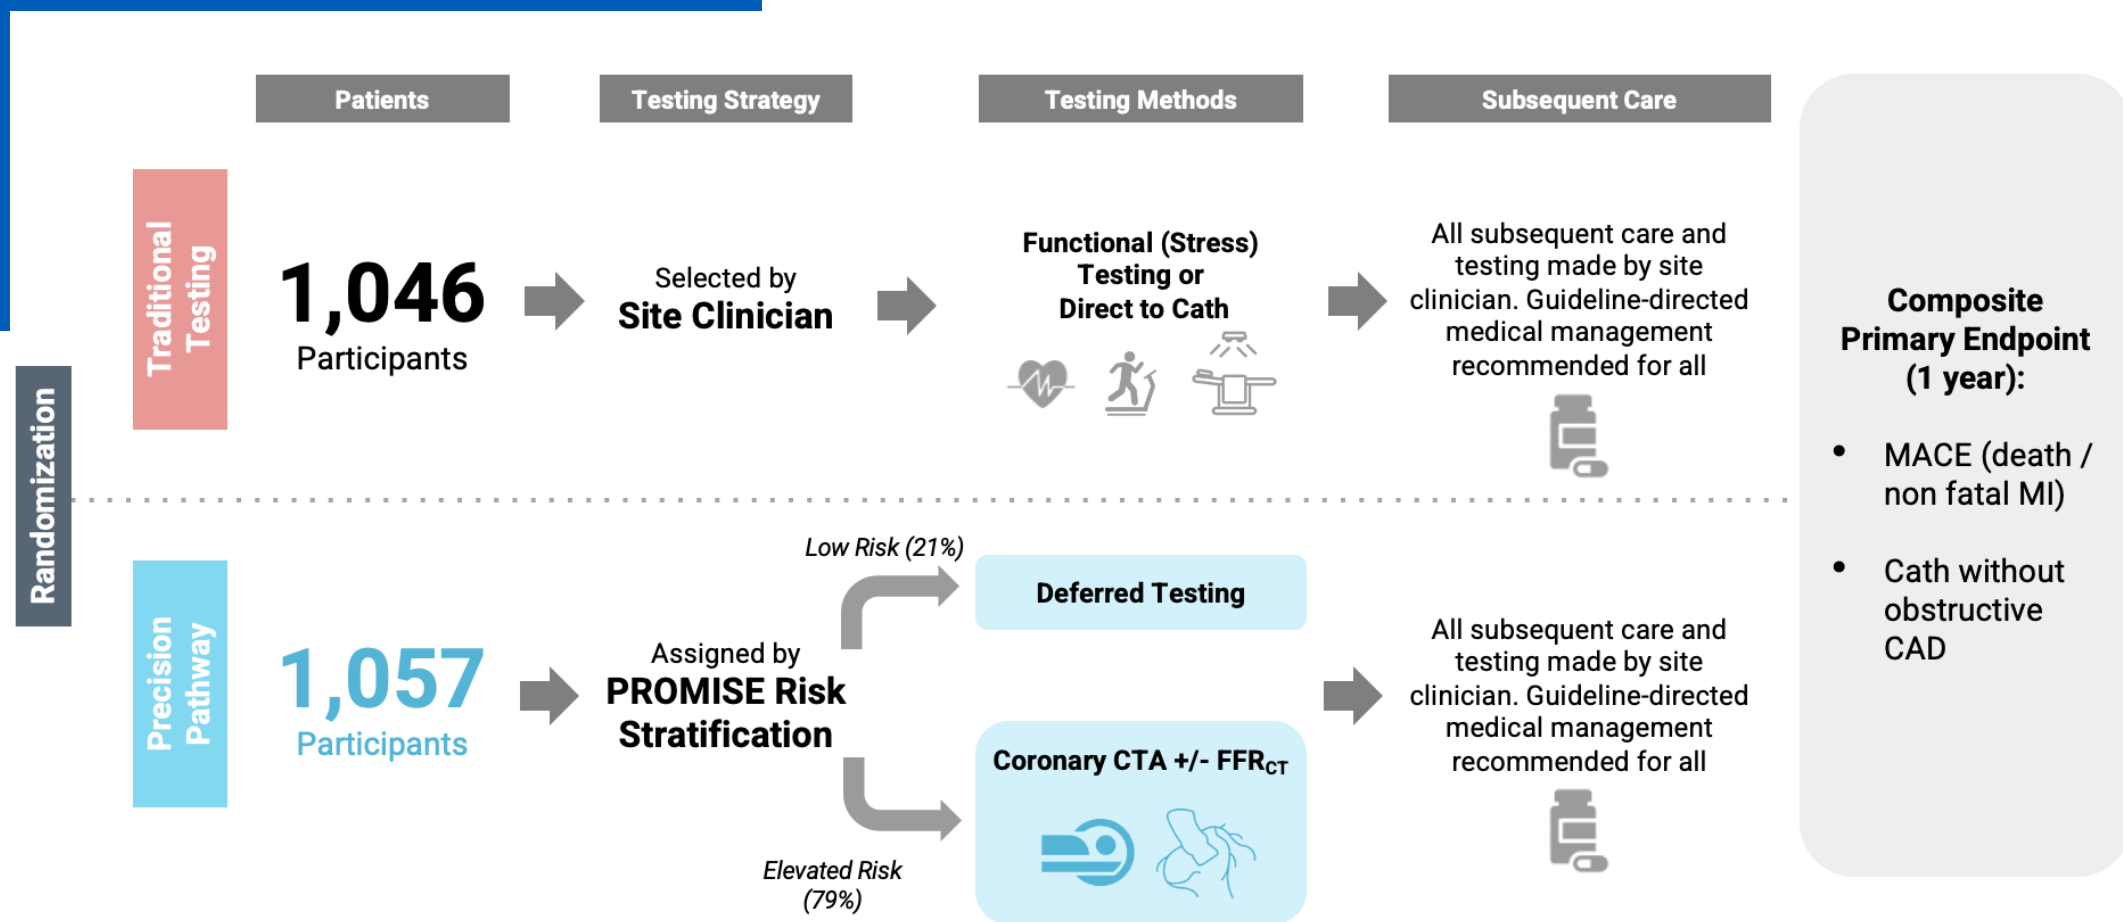 Patients
Testing Strategy
Testing Methods
Subsequent Care
Randomization
Traditional
Testing
1,046
Participants
Selected by
Site Clinician
Functional (Stress)
Testing or
Direct to Cath
All subsequent care and
testing made by site
clinician. Guideline-directed
medical management
recommended for all
Precision
Pathway
1,057
Participants
Assigned by
PROMISE Risk
Stratification
Low Risk (21%)
Deferred Testing
Elevated Risk
(79%)
Coronary CTA +/- FFRCT
All subsequent care and
testing made by site
clinician. Guideline-directed
medical management
recommended for all
Composite
Primary Endpoint
(1 year):
• MACE (death /
non fatal MI)
• Cath without
obstructive
CAD